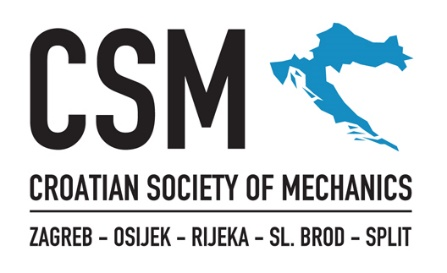 CSM
CROATIAN SOCIETY OF MECHANICS
ZAGREB - OSIJEK - RIJEKA - SL. BROD - SPLIT